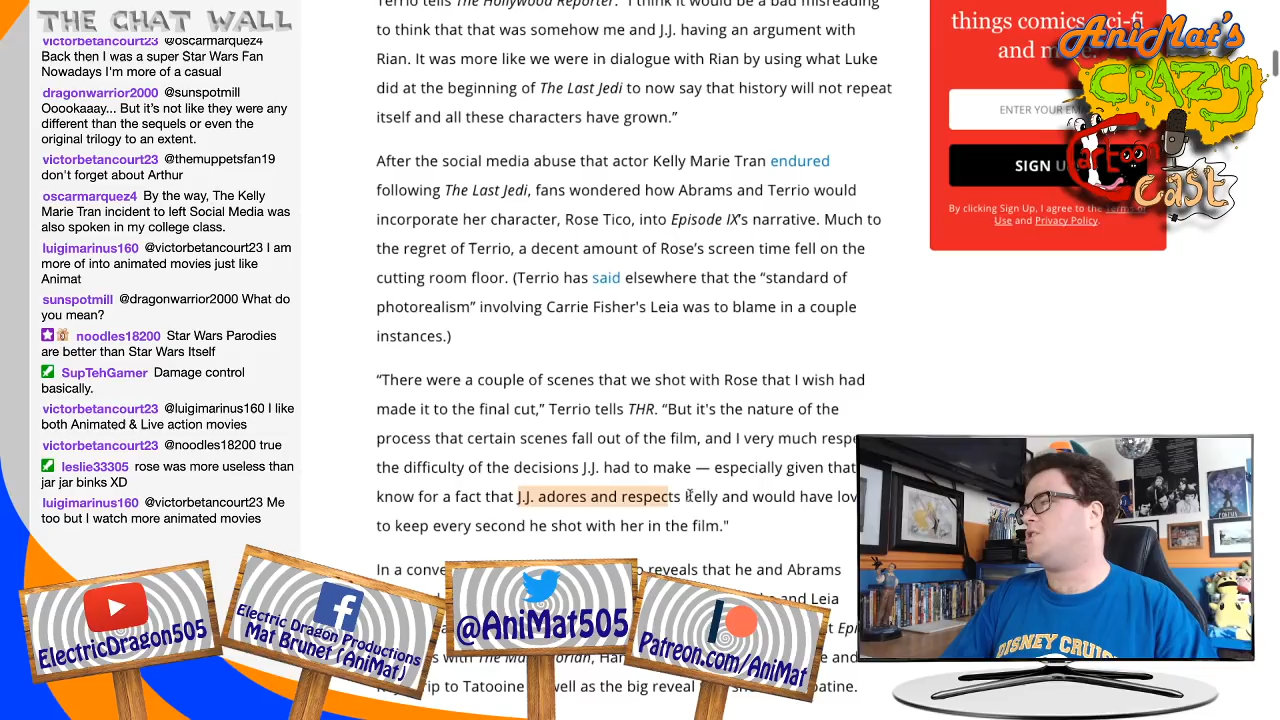 THE CHAT WALL
victorbetancourt23 @oscarmarquez4
Back then I was a super Star Wars Fan
Nowadays I'm more of a casual
dragonwarrior2000 @sunspotmill
Ooookaaay... But it's not like they were any
different than the sequels or even the
original trilogy to an extent.
victorbetancourt23 @themuppetsfan19
don't forget about Arthur
oscarmarquez4 By the way, The Kelly
Marie Tran incident to left Social Media was
also spoken in my college class.
luigimarinus160 @victorbetancourt23 I am
more of into animated movies just like
Animat
sunspotmill @dragonwarrior2000 What do
you mean?
noodles18200 Star Wars Parodies
are better than Star Wars Itself
SupTehGamer Damage control
basically.
victorbetancourt23 @luigimarinus160 I like
both Animated & Live action movies
victorbetancourt23 @noodles18200 true
leslie33305 rose was more useless than
jar jar binks XD
luigimarinus160 @victorbetancourt23 Me
too but I watch more animated movies
Terrio tells The Hollywood Reporter. "I think it would be a bad misreading
to think that that was somehow me and J.J. having an argument with
Rian. It was more like we were in dialogue with Rian by using what Luke
did at the beginning of The Last Jedi to now say that history will not repeat
itself and all these characters have grown."
After the social media abuse that actor Kelly Marie Tran endured
following The Last Jedi, fans wondered how Abrams and Terrio would
incorporate her character, Rose Tico, into Episode IX's narrative. Much to
the regret of Terrio, a decent amount of Rose's screen time fell on the
cutting room floor. (Terrio has said elsewhere that the "standard of
photorealism" involving Carrie Fisher's Leia was to blame in a couple
instances.)
"There were a couple of scenes that we shot with Rose that I wish had
made it to the final cut," Terrio tells THR. "But it's the nature of the
process that certain scenes fall out of the film, and I very much respe
the difficulty of the decisions J.J. had to make — especially given that
know for a fact that J.J. adores and respects Kelly and would have lov
to keep every second he shot with her in the film."
In a conve
reveals that he and Abrams
and Leia
with The
and
Tatooine
well as the big reveal
patine.
things comics, sci-fi
and
ENTER YOUR EM
SIGN U
By clicking Sign Up, I agree to the Terms of
Use and Privacy Policy.
AniMat's
CRAZY
Cartoon
Cast
ElectricDragon505
Electric Dragon Productions
Mat Brunet (AniMat)
@AniMat505
Patreon.com/AniMat
DISNEY CRUIS